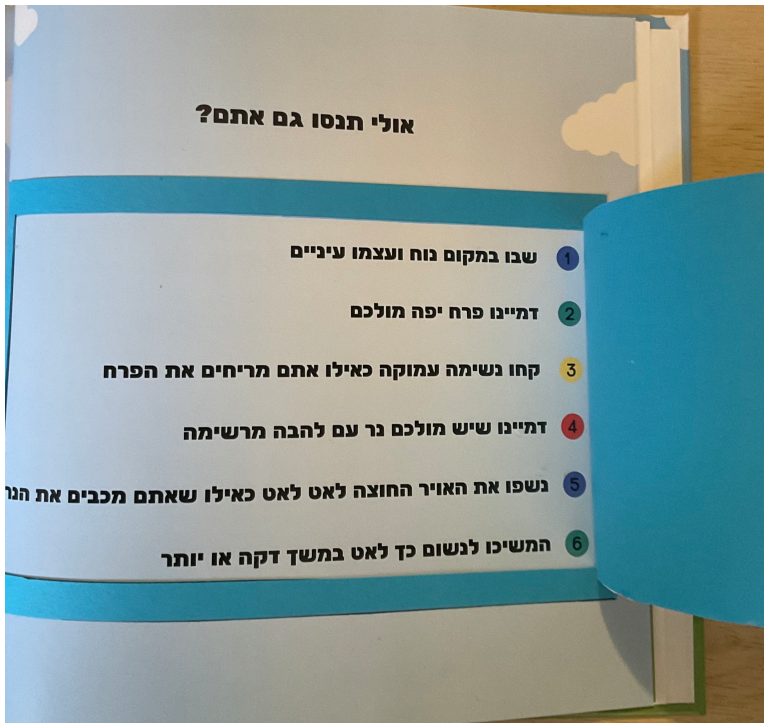 אולי תנסו גם אתם?
1 שבו במקום נוח ועצמו עיניים
2 דמיינו פרח יפה מולכם
3 קחו נשימה עמוקה כאילו אתם מריחים את הפרח
4 דמיינו שיש מולכם נר עם להבה מרשימה
5 נשפו את האויר החוצה לאט לאט כאילו שאתם מכבים את הנר
6 המשיכו לנשום כך לאט במשך דקה או יותר